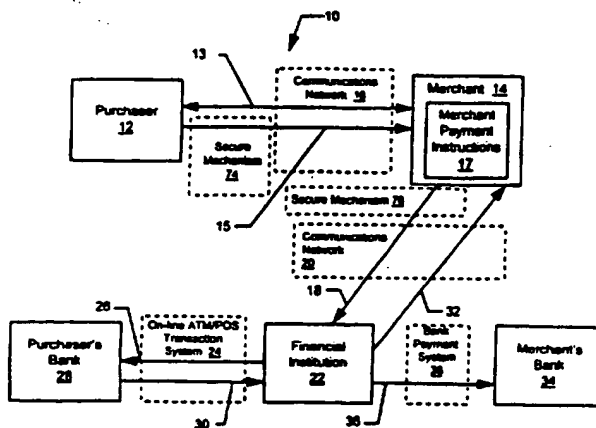 10
13
Communications
Network 16
Merchant 14
Purchaser
12
Merchant
Payment
Instructions
17
Secure
Mechanism
74
15
Secure Mechanism
Communications
Network
20
18
32
26
On-line ATM/POS
Transaction
System 24
Bank
Payment
System
Purchaser's
Bank
28
Financial
Institution
22
Merchant's
Bank
34
30
36